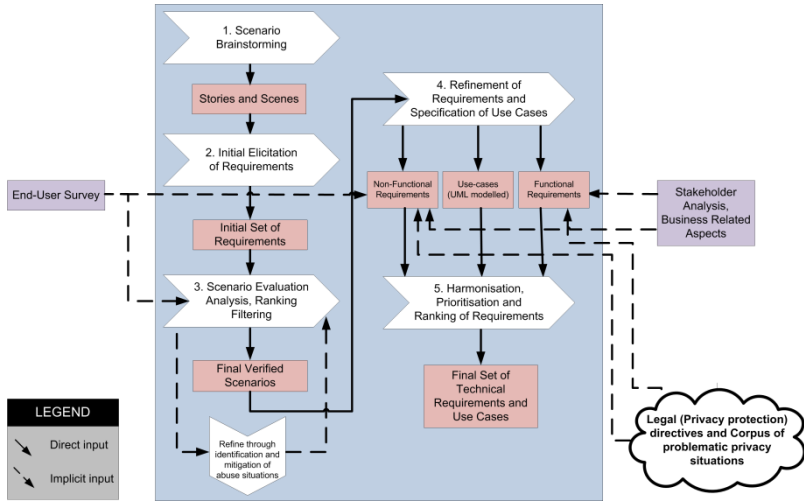 1. Scenario
Brainstorming
Stories and Scenes
2. Initial Elicitation
of Requirements
End-User Survey
Initial Set of
Requirements
3. Scenario Evaluation
Analysis, Ranking
Filtering
Final Verified
Scenarios
Refine through
identification and
mitigation of
abuse situations
4. Refinement of
Requirements and
Specification of Use Cases
Non-Functional
Requirements
Use-cases
(UML modelled)
Functional
Requirements
Stakeholder
Analysis,
Business Related
Aspects
5. Harmonisation,
Prioritisation and
Ranking of Requirements
Final Set of
Technical
Requirements and
Use Cases
Legal (Privacy protection)
directives and Corpus of
problematic privacy
situations
LEGEND
Direct input
Implicit input